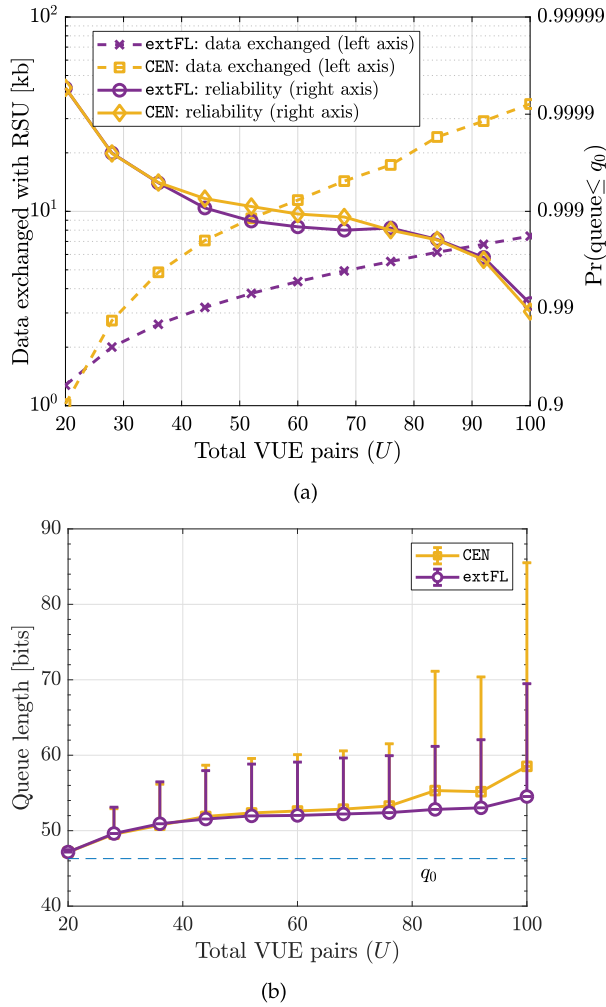 10^2
0.99999
extFL: data exchanged (left axis)
CEN: data exchanged (left axis)
extFL: reliability (right axis)
CEN: reliability (right axis)
0.9999
Data exchanged with RSU [kb]
10^1
0.999
Pr(queue≤ q_0)
0.99
10^0
0.9
20 30 40 50 60 70 80 90 100
Total VUE pairs (U)
(a)
90
CEN
extFL
80
70
Queue length [bits]
60
50
q_0
40
20 40 60 80 100
Total VUE pairs (U)
(b)